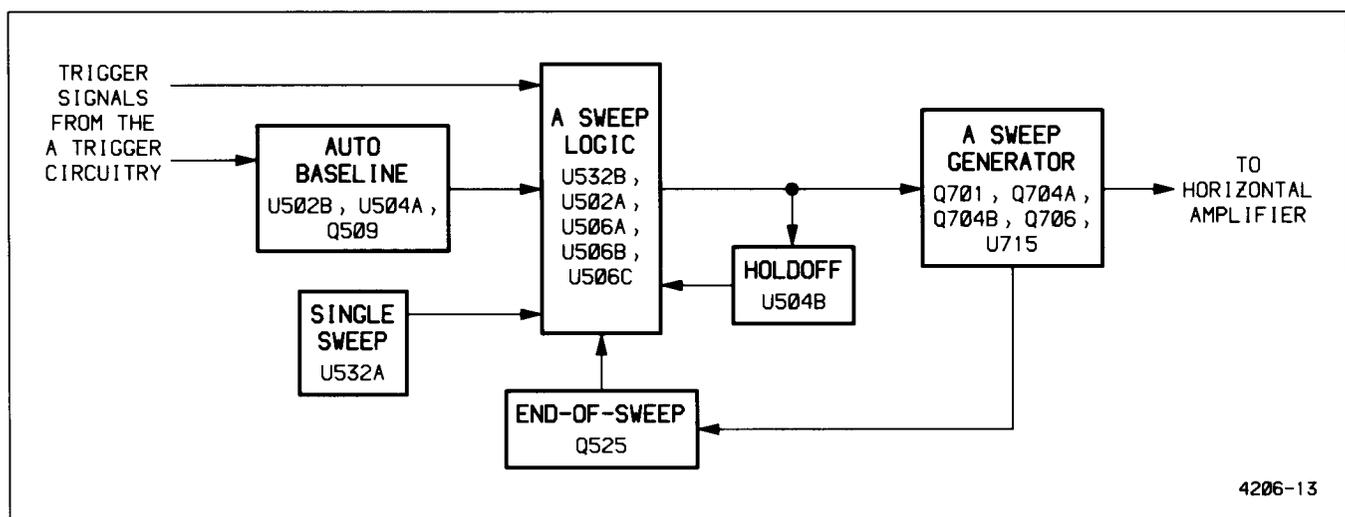 TRIGGER
SIGNALS
FROM THE
A TRIGGER
CIRCUITRY
AUTO
BASELINE
U502B, U504A,
Q509
SINGLE
SWEEP
U532A
A SWEEP
LOGIC
U532B,
U502A,
U506A,
U506B,
U506C
HOLDOFF
U504B
END-OF-SWEEP
Q525
A SWEEP
GENERATOR
Q701, Q704A,
Q704B, Q706,
U715
TO
HORIZONTAL
AMPLIFIER
4206-13